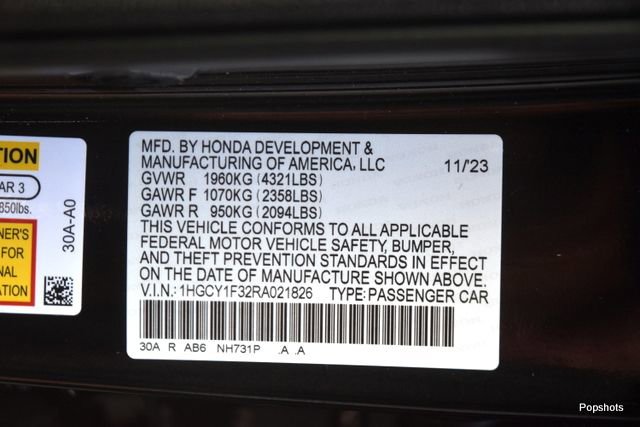 TION
AR 3
850lbs.
NER'S
FOR
NAL
ATION
30A-A0
MFD. BY HONDA DEVELOPMENT &
MANUFACTURING OF AMERICA, LLC 11/23
GVWR 1960KG (4321LBS)
GAWR F 1070KG (2358LBS)
GAWR R 950KG (2094LBS)
THIS VEHICLE CONFORMS TO ALL APPLICABLE
FEDERAL MOTOR VEHICLE SAFETY, BUMPER,
AND THEFT PREVENTION STANDARDS IN EFFECT
ON THE DATE OF MANUFACTURE SHOWN ABOVE.
V.I.N.:1HGCY1F32RA021826 TYPE:PASSENGER CAR
30A R AB6 NH731P .A .A
Popshots